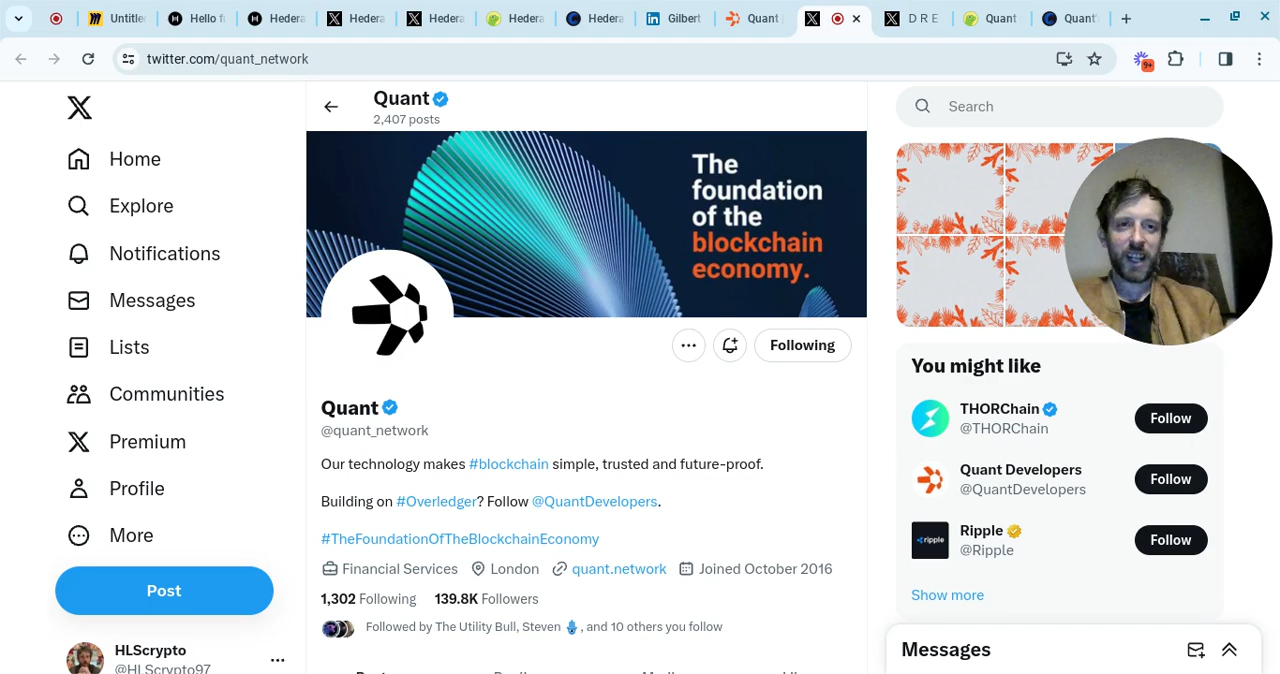 Untitle
Hello f
Hedera
Hedera
Hedera
Hedera
Hedera
Gilbert
Quant
D R E
Quant
Quant'
twitter.com/quant_network
9+
Quant
2,407 posts
Search
The
foundation
of the
blockchain
economy.
Home
Explore
Notifications
Messages
Lists
Communities
Premium
Profile
More
Post
HLScrypto
@HLScrypto97
Following
Quant
@quant_network
Our technology makes #blockchain simple, trusted and future-proof.
Building on #Overledger? Follow @QuantDevelopers.
#TheFoundationOfTheBlockchainEconomy
Financial Services London quant.network Joined October 2016
1,302 Following 139.8K Followers
Followed by The Utility Bull, Steven, and 10 others you follow
You might like
THORChain
@THORChain
Follow
Quant Developers
@QuantDevelopers
Follow
ripple
Ripple
@Ripple
Follow
Show more
Messages